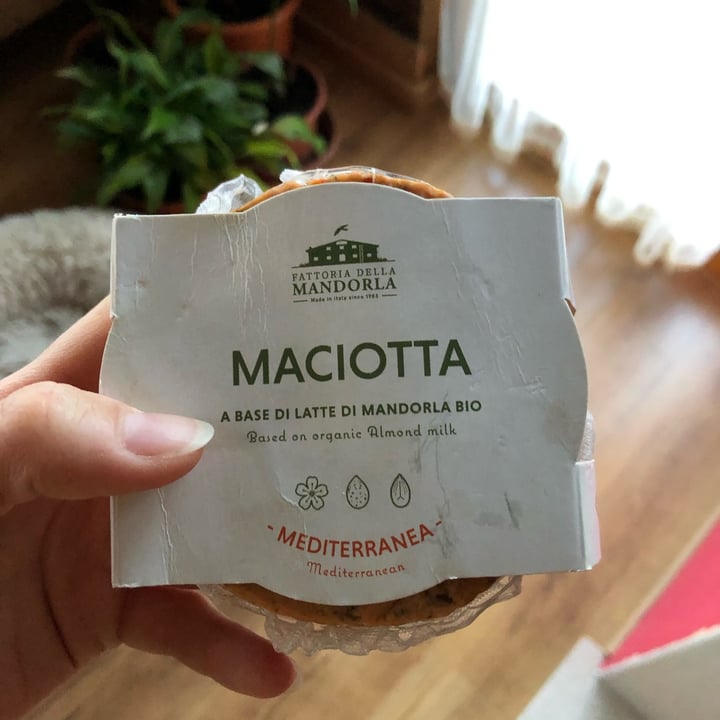 FATTORIA DELLA
MANDORLA
Made in Italy since 1983
MACIOTTA
A BASE DI LATTE DI MANDORLA BIO
Based on organic Almond milk
- MEDITERRANEA -
Mediterranean